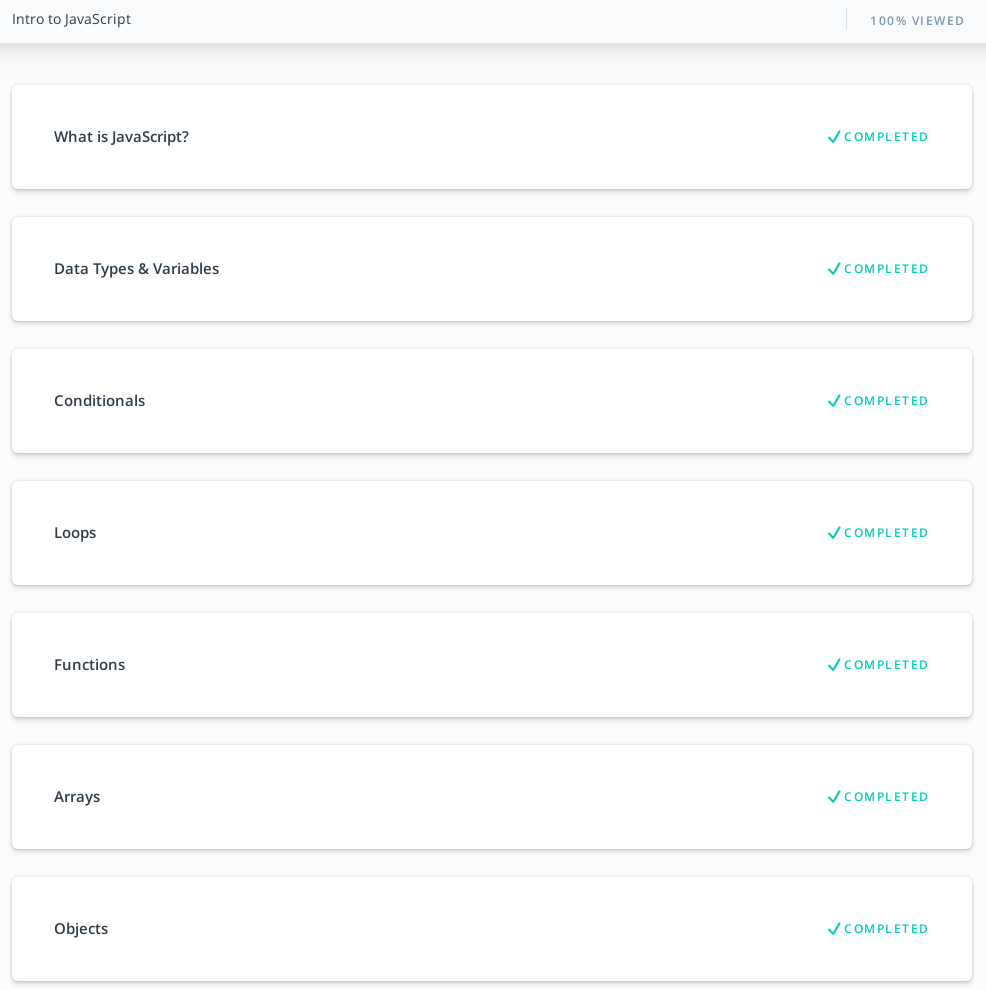 Intro to JavaScript 100% VIEWED
What is JavaScript? COMPLETED
Data Types & Variables COMPLETED
Conditionals COMPLETED
Loops COMPLETED
Functions COMPLETED
Arrays COMPLETED
Objects COMPLETED